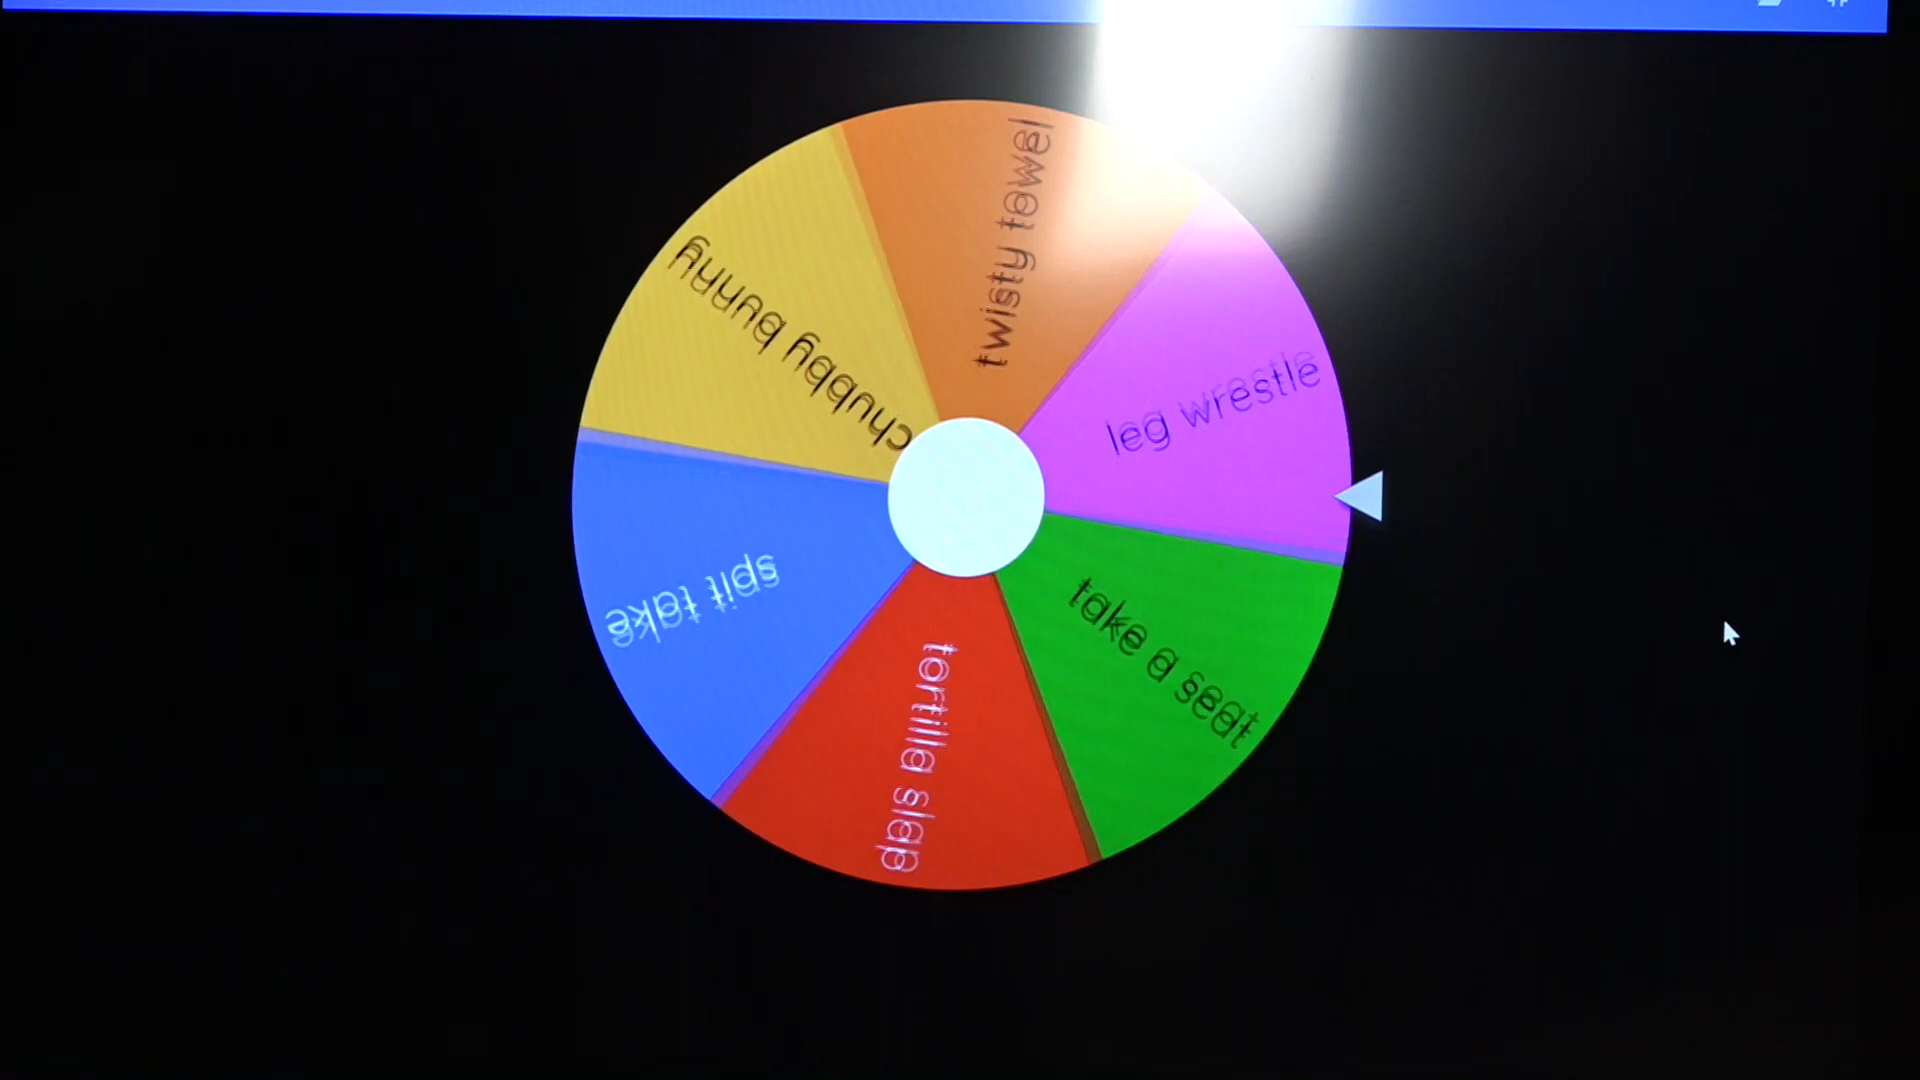 twisty towel
leg wrestle
take a seat
tortilla slap
spit take
chubby bunny